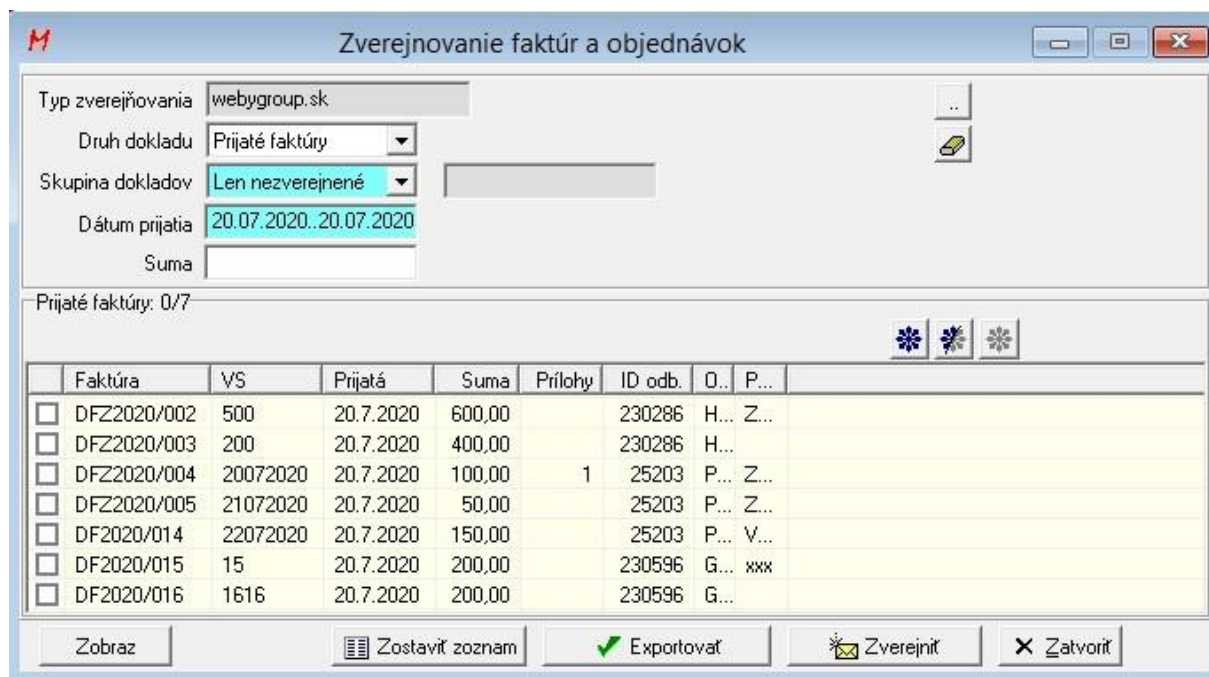 M Zverejnovanie faktúr a objednávok
Typ zverejňovania webygroup.sk ..
Druh dokladu Prijaté faktúry
Skupina dokladov Len nezverejnené
Dátum prijatia 20.07.2020..20.07.2020
Suma
Prijaté faktúry: 0/7
Faktúra VS Prijatá Suma Prílohy ID odb. O.. P...
DFZ2020/002 500 20.7.2020 600,00 230286 H... Z...
DFZ2020/003 200 20.7.2020 400,00 230286 H...
DFZ2020/004 20072020 20.7.2020 100,00 1 25203 P... Z...
DFZ2020/005 21072020 20.7.2020 50,00 25203 P... Z...
DF2020/014 22072020 20.7.2020 150,00 25203 P... V...
DF2020/015 15 20.7.2020 200,00 230596 G... xxx
DF2020/016 1616 20.7.2020 200,00 230596 G...
Zobraz Zostaviť zoznam Exportovať Zverejniť Zatvoriť